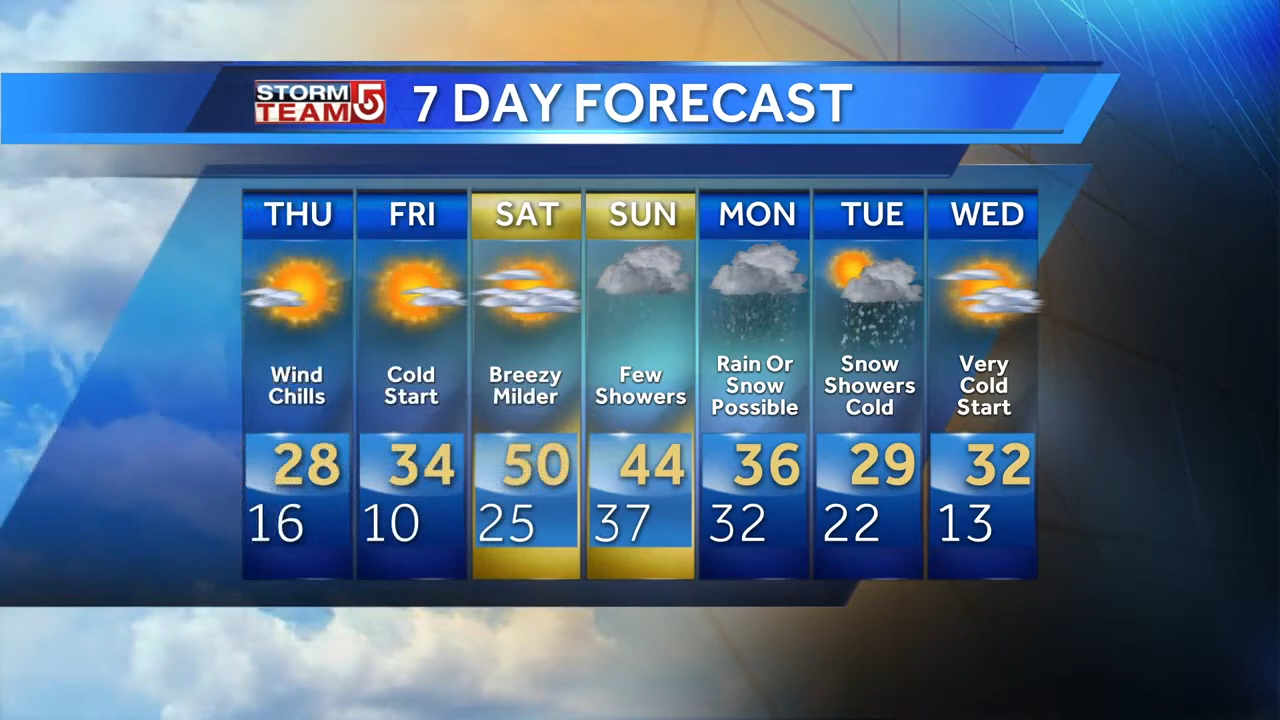 STORM
TEAM 5
7 DAY FORECAST
THU FRI SAT SUN MON TUE WED
Wind
Chills
Cold
Start
Breezy
Milder
Few
Showers
Rain Or
Snow
Possible
Snow
Showers
Cold
Very
Cold
Start
28 34 50 44 36 29 32
16 10 25 37 32 22 13